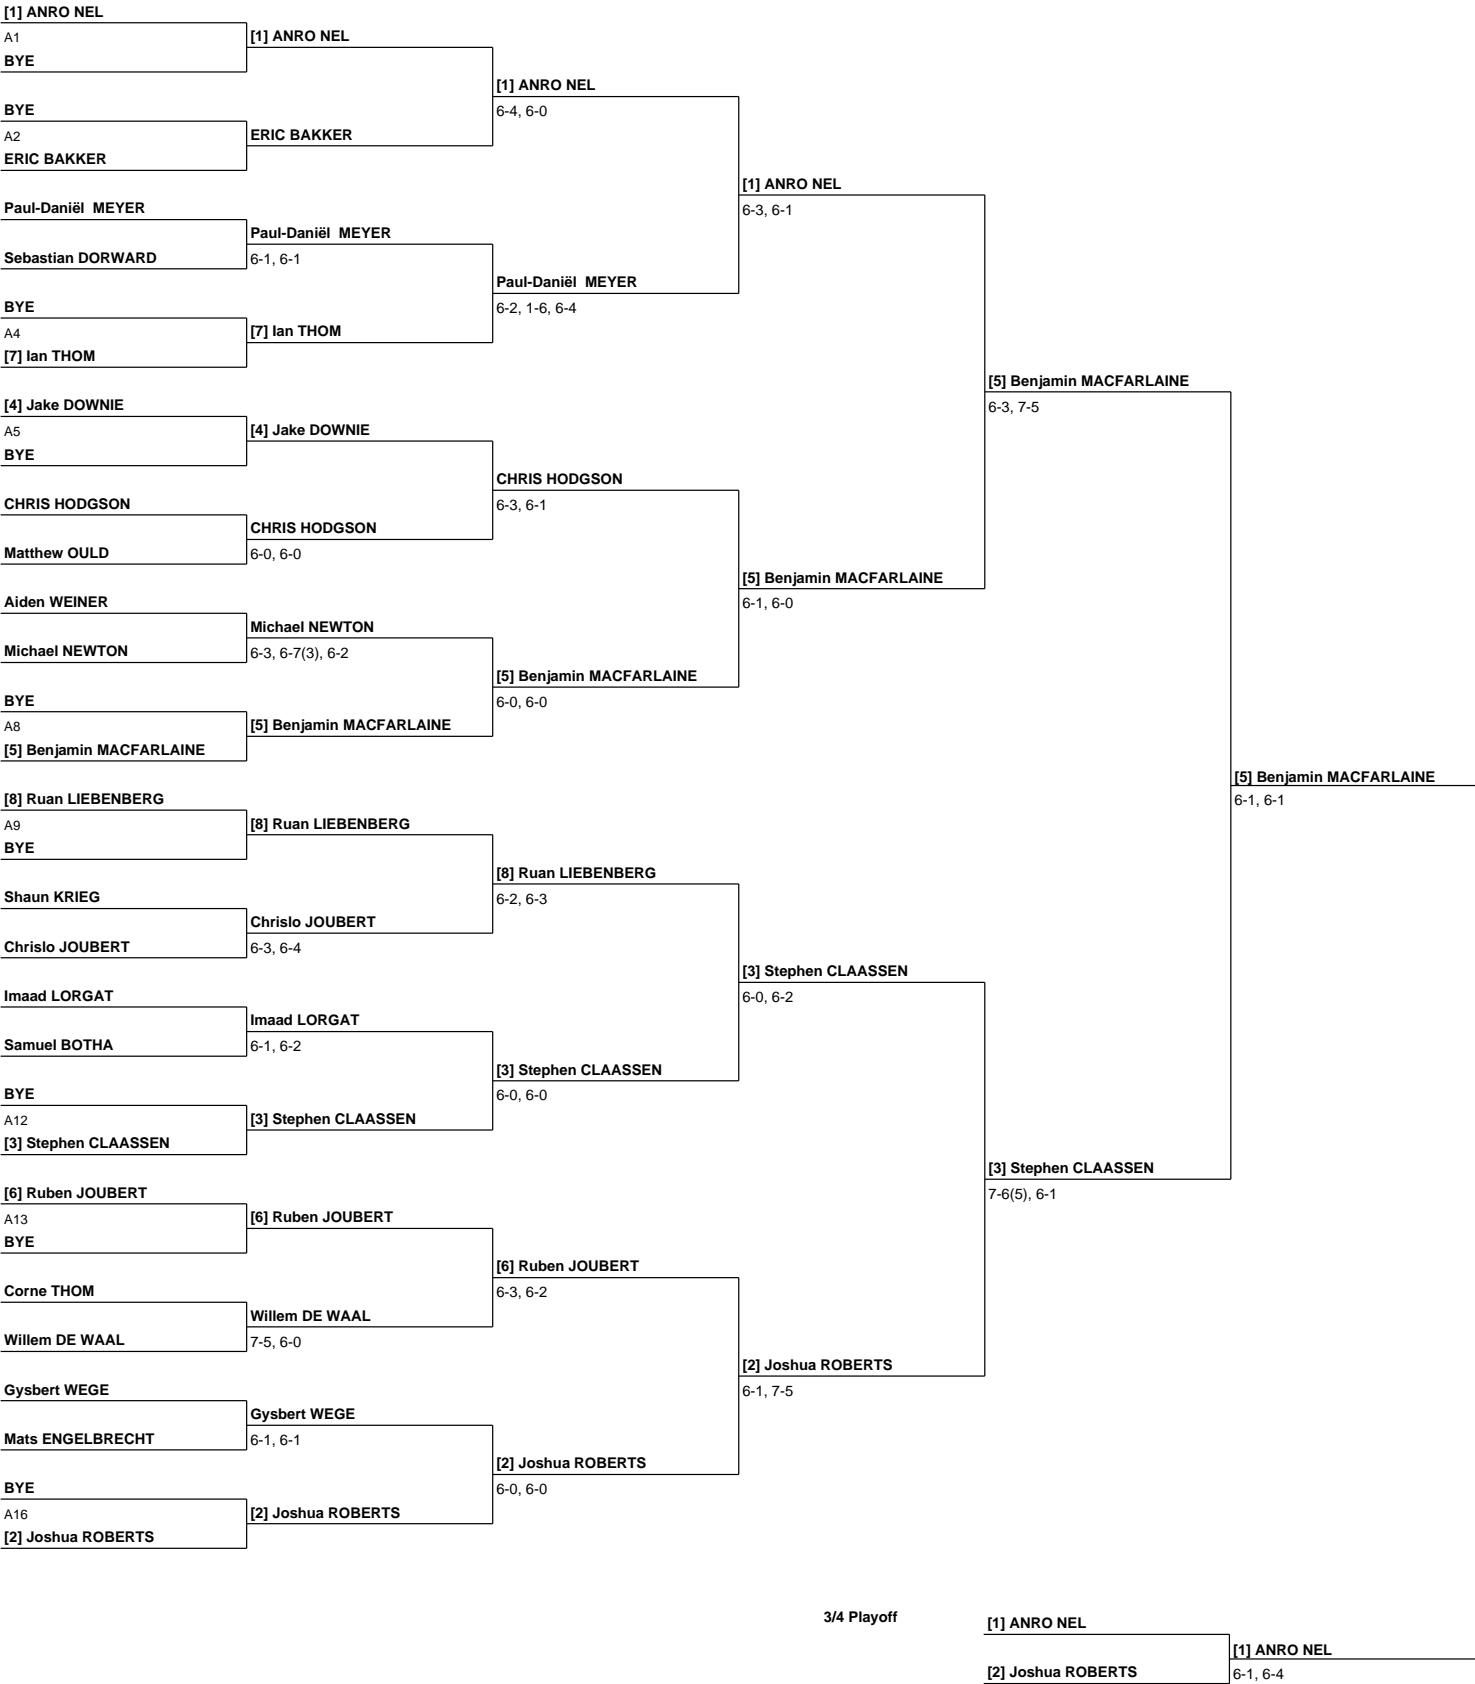 [1] ANRO NEL
A1
BYE
BYE
A2
ERIC BAKKER
Paul-Daniël  MEYER
Sebastian DORWARD
BYE
A4
[7] Ian THOM
[4] Jake DOWNIE
A5
BYE
CHRIS HODGSON
Matthew OULD
Aiden WEINER
Michael NEWTON
BYE
A8
[5] Benjamin MACFARLAINE
[8] Ruan LIEBENBERG
A9
BYE
Shaun KRIEG
Chrislo JOUBERT
Imaad LORGAT
Samuel BOTHA
BYE
A12
[3] Stephen CLAASSEN
[6] Ruben JOUBERT
A13
BYE
Corne THOM
Willem DE WAAL
Gysbert WEGE
Mats ENGELBRECHT
BYE
A16
[2] Joshua ROBERTS
[1] ANRO NEL
ERIC BAKKER
Paul-Daniël  MEYER
6-1, 6-1
[7] Ian THOM
[4] Jake DOWNIE
CHRIS HODGSON
6-0, 6-0
Michael NEWTON
6-3, 6-7(3), 6-2
[5] Benjamin MACFARLAINE
[8] Ruan LIEBENBERG
Chrislo JOUBERT
6-3, 6-4
Imaad LORGAT
6-1, 6-2
[3] Stephen CLAASSEN
[6] Ruben JOUBERT
Willem DE WAAL
7-5, 6-0
Gysbert WEGE
6-1, 6-1
[2] Joshua ROBERTS
[1] ANRO NEL
6-4, 6-0
Paul-Daniël  MEYER
6-2, 1-6, 6-4
CHRIS HODGSON
6-3, 6-1
[5] Benjamin MACFARLAINE
6-0, 6-0
[8] Ruan LIEBENBERG
6-2, 6-3
[3] Stephen CLAASSEN
6-0, 6-0
[6] Ruben JOUBERT
6-3, 6-2
[2] Joshua ROBERTS
6-0, 6-0
[1] ANRO NEL
6-3, 6-1
[5] Benjamin MACFARLAINE
6-1, 6-0
[3] Stephen CLAASSEN
6-0, 6-2
[2] Joshua ROBERTS
6-1, 7-5
[5] Benjamin MACFARLAINE
6-3, 7-5
[3] Stephen CLAASSEN
7-6(5), 6-1
[5] Benjamin MACFARLAINE
6-1, 6-1
3/4 Playoff
[1] ANRO NEL
[2] Joshua ROBERTS
[1] ANRO NEL
6-1, 6-4